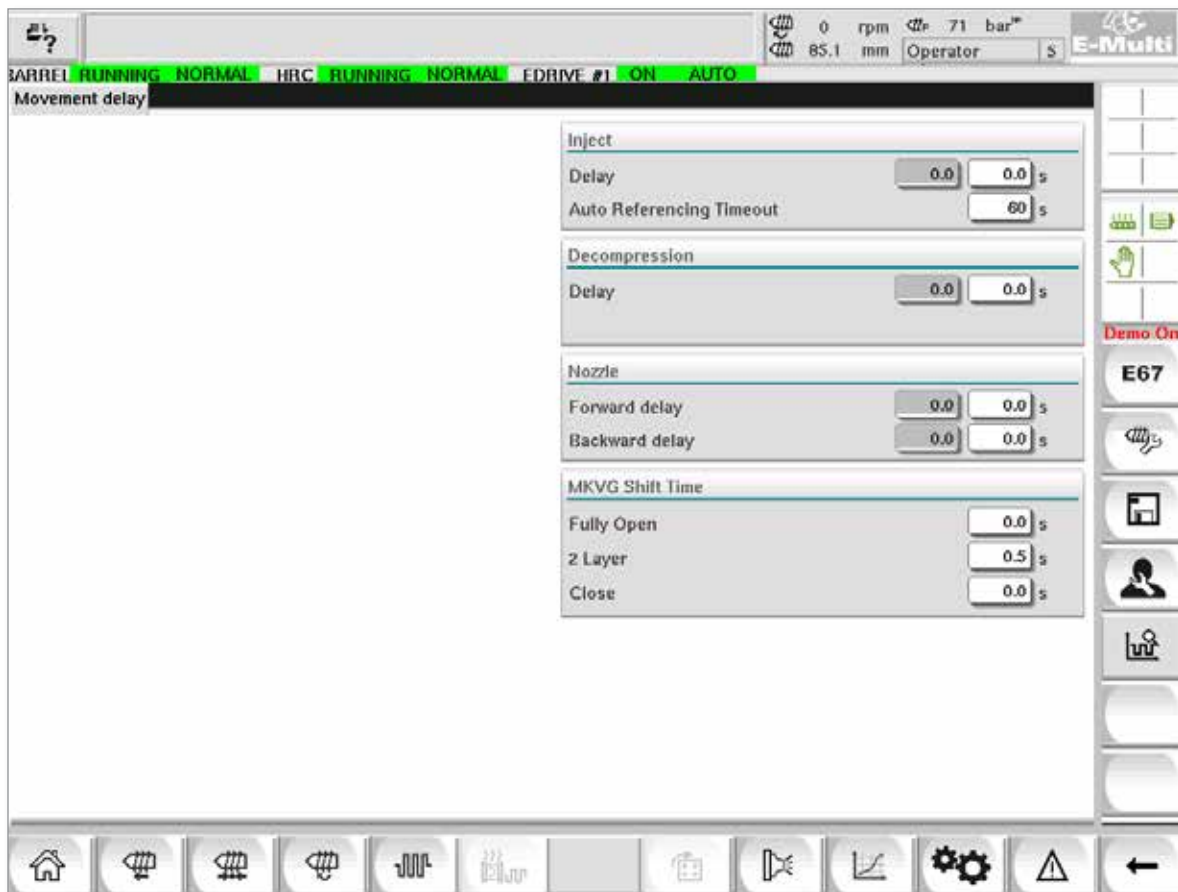 0 rpm 71 bar
85.1 mm Operator S
E-Multi
BARREL RUNNING NORMAL HRC RUNNING NORMAL EDRIVE #1 ON AUTO
Movement delay
Inject
Delay 0.0 0.0 s
Auto Referencing Timeout 60 s
Decompression
Delay 0.0 0.0 s
Demo On
Nozzle
E67
Forward delay 0.0 0.0 s
Backward delay 0.0 0.0 s
MKVG Shift Time
Fully Open 0.0 s
2 Layer 0.5 s
Close 0.0 s